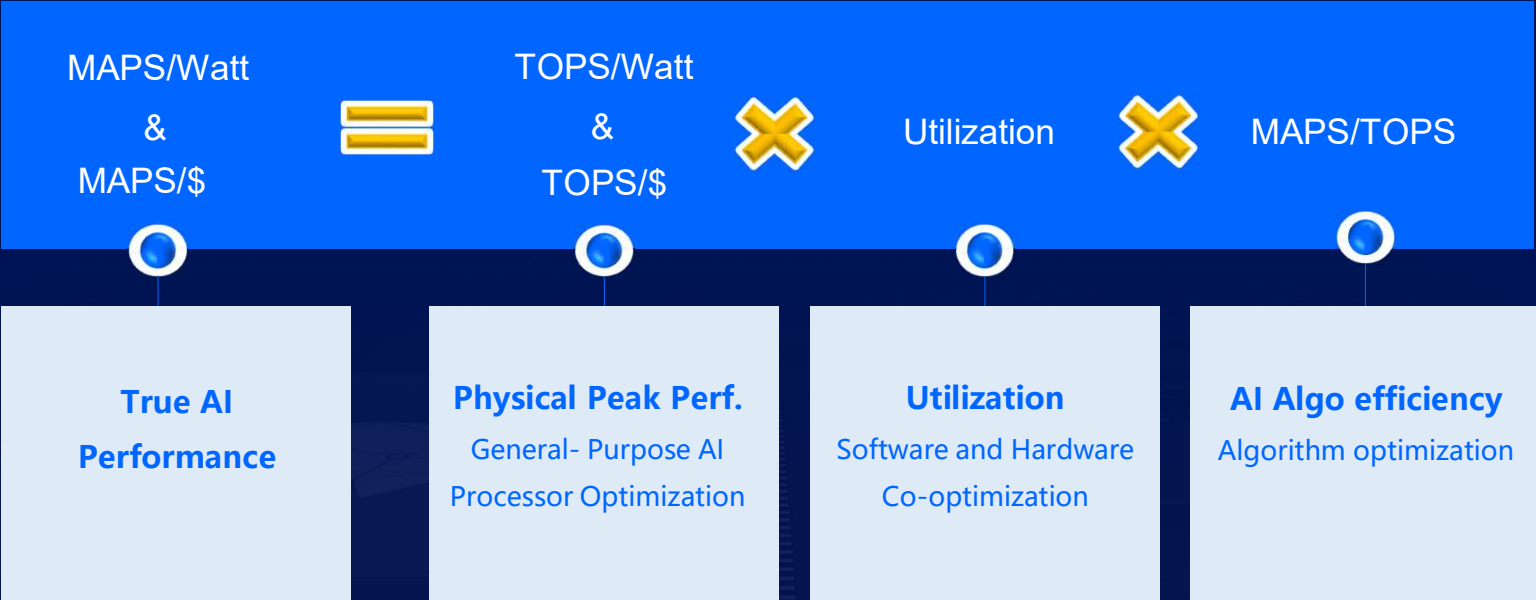 MAPS/Watt
&
MAPS/$
TOPS/Watt
&
TOPS/$
Utilization
MAPS/TOPS
True AI
Performance
Physical Peak Perf.
General- Purpose AI
Processor Optimization
Utilization
Software and Hardware
Co-optimization
AI Algo efficiency
Algorithm optimization